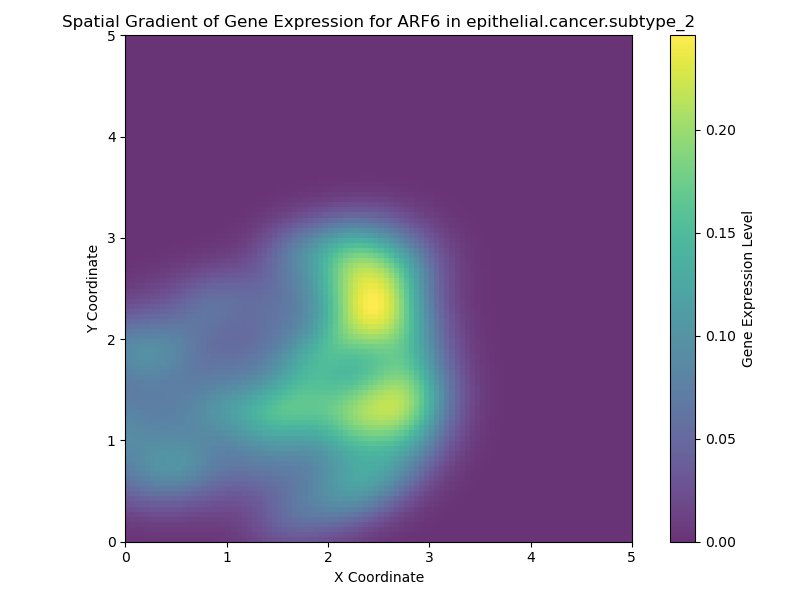 Spatial Gradient of Gene Expression for ARF6 in epithelial.cancer.subtype_2
5
4
3
2
1
0
Y Coordinate
0 1 2 3 4 5
X Coordinate
0.20
0.15
0.10
0.05
0.00
Gene Expression Level